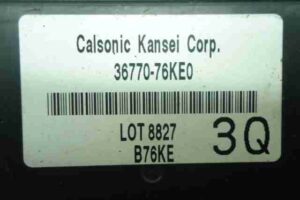 Calsonic Kansei Corp.
36770-76KE0
LOT 8827
B76KE
3Q